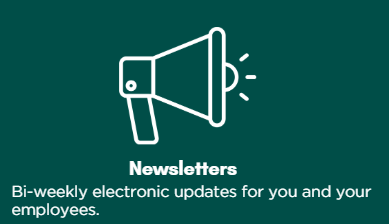 Newsletters
Bi-weekly electronic updates for you and your
employees.